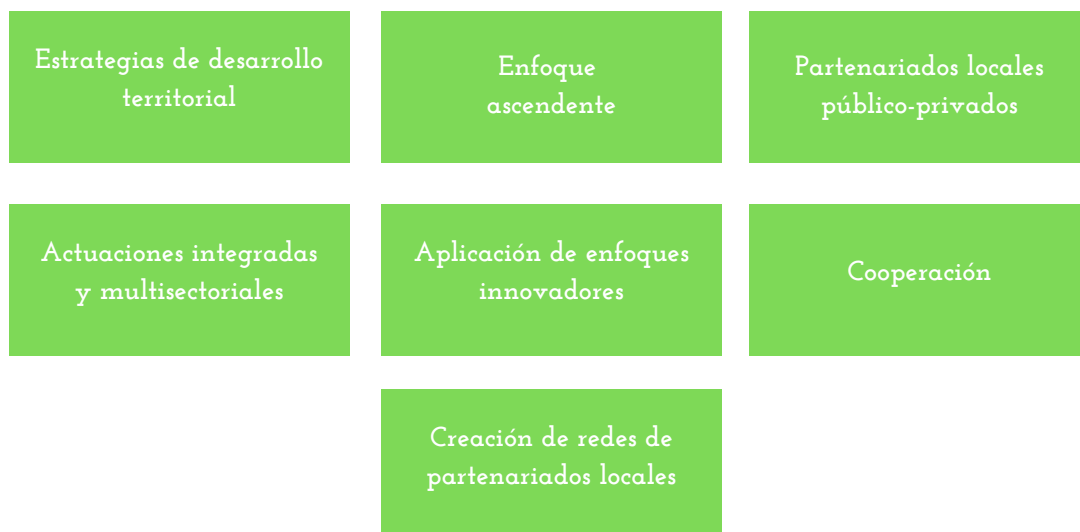 Estrategias de desarrollo
territorial
Enfoque
ascendente
Partenariados locales
público-privados
Actuaciones integradas
y multisectoriales
Aplicación de enfoques
innovadores
Cooperación
Creación de redes de
partenariados locales